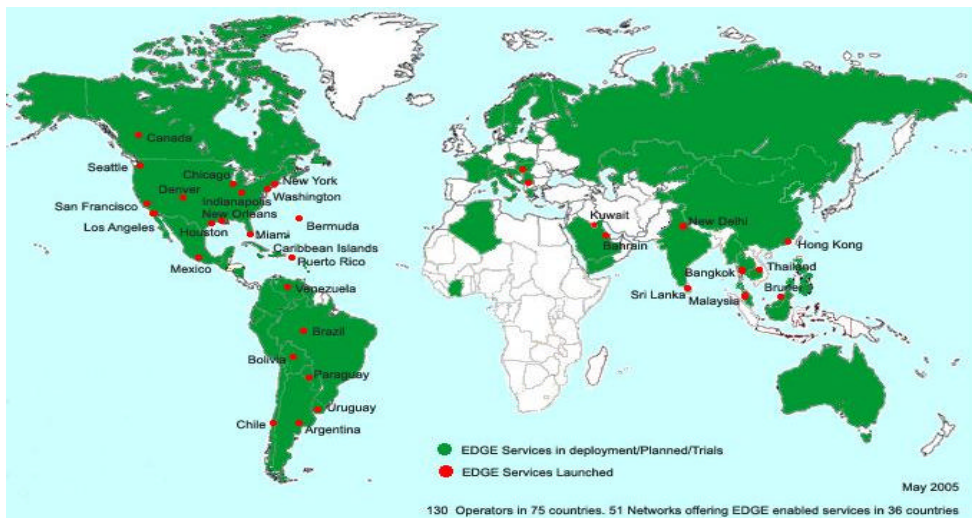 Canada
Seattle
Chicago
New York
Denver
Indianapolis
Washington
San Francisco
New Orleans
Bermuda
Los Angeles
Houston
Miami
Caribbean Islands
Mexico
Puerto Rico
Venezuela
Brazil
Bolivia
Paraguay
Uruguay
Chile
Argentina
Kuwait
New Delhi
Bahrain
Hong Kong
Bangkok
Thailand
Sri Lanka
Malaysia
Brunei
EDGE Services in deployment/Planned/Trials
EDGE Services Launched
May 2005
130 Operators in 75 countries. 51 Networks offering EDGE enabled services in 36 countries